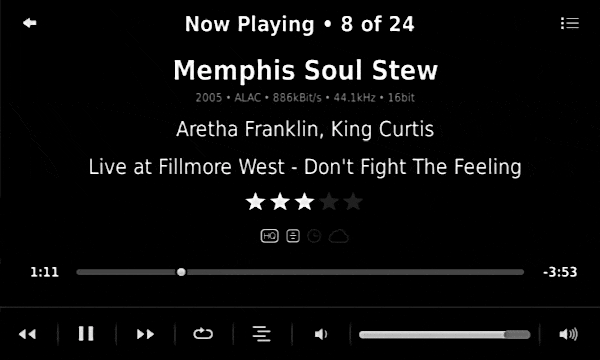 Now Playing • 8 of 24
Memphis Soul Stew
2005 • ALAC • 886kBit/s • 44.1kHz • 16bit
Aretha Franklin, King Curtis
Live at Fillmore West - Don't Fight The Feeling
HQ
1:11 -3:53